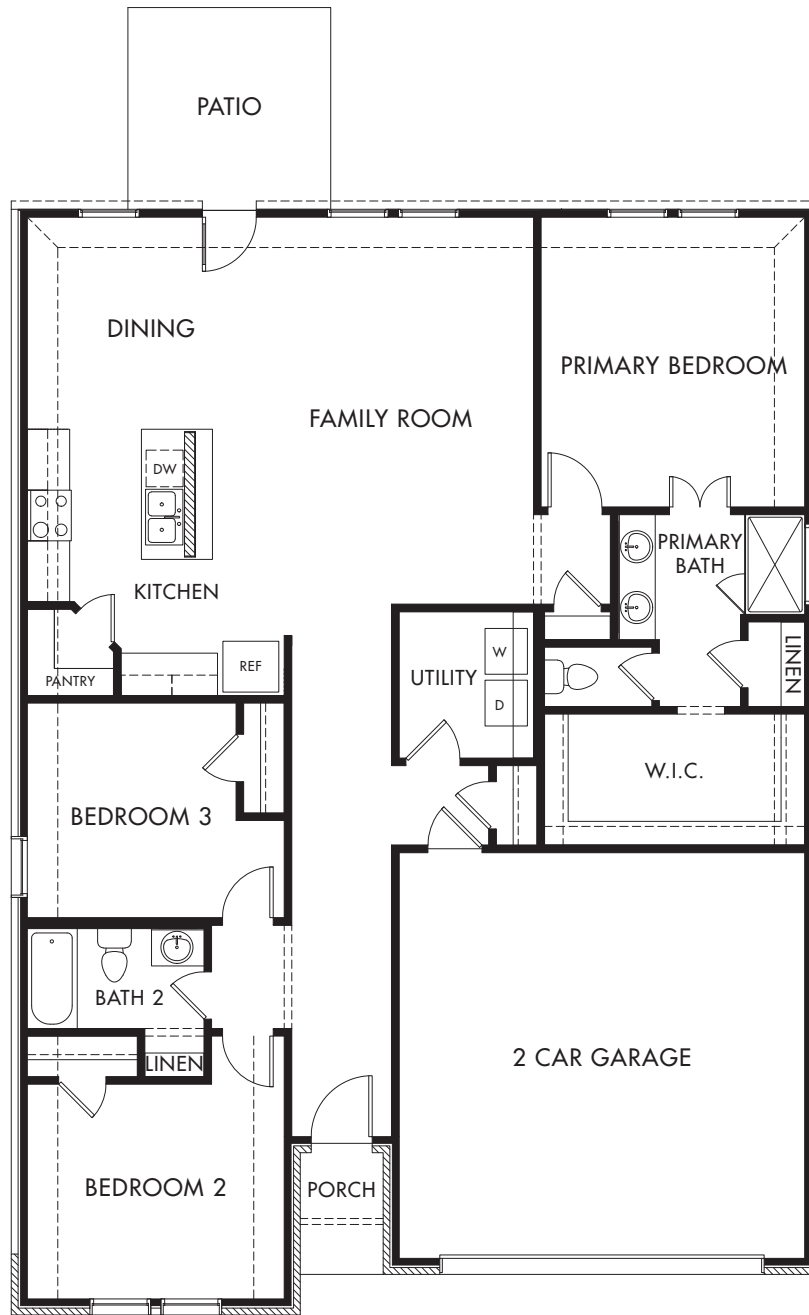 PATIO
DINING
PRIMARY BEDROOM
FAMILY ROOM
DW
PRIMARY
BATH
KITCHEN
W
REF
PANTRY
UTILITY
LINEN
D
W.I.C.
BEDROOM 3
BATH 2
LINEN
2 CAR GARAGE
BEDROOM 2
PORCH